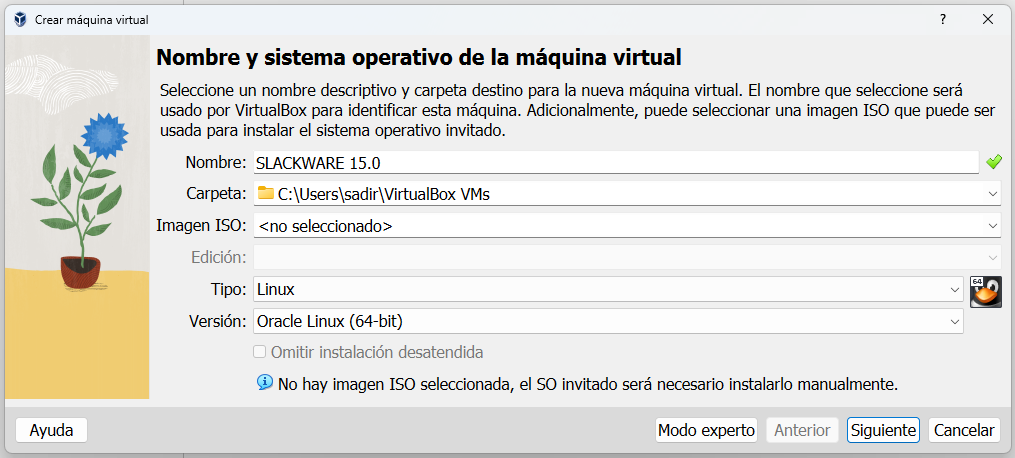 Crear máquina virtual
?
Nombre y sistema operativo de la máquina virtual
Seleccione un nombre descriptivo y carpeta destino para la nueva máquina virtual. El nombre que seleccione será
usado por VirtualBox para identificar esta máquina. Adicionalmente, puede seleccionar una imagen ISO que puede ser
usada para instalar el sistema operativo invitado.
Nombre: SLACKWARE 15.0
Carpeta: C:\Users\sadir\VirtualBox VMs
Imagen ISO: <no seleccionado>
Edición:
Tipo: Linux
64
Versión: Oracle Linux (64-bit)
Omitir instalación desatendida
No hay imagen ISO seleccionada, el SO invitado será necesario instalarlo manualmente.
Ayuda Modo experto Anterior Siguiente Cancelar